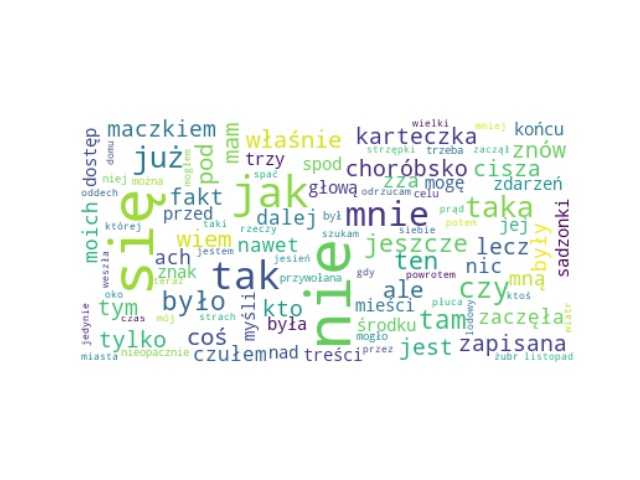 wielki mniej
maczkiem właśnie karteczka końcu
dostęp domu już pod mam trzy strzępki trzeba zaczął znów
mogłem spod choróbsko cisza
niej można spać głową zza mogę zdarzeń
oddech fakt jak odrzucam celu
moich się przed dalej był mnie prąd taka sadzonki
której taki rzeczy szukam siebie potem jej
wiem nawet jestem jesień jeszcze lecz były
weszła ach ten nic mną
znak tak przywołana gdy powrotem
teraz nie ale czy ktoś
oko było myśli kto mieści płuca
tym czas mój strach była środku tam lodowy zaczęła wiatr
jedynie tylko coś mogło jest zapisana
miasta nieopacznie czułem nad treści przez żubr listopad